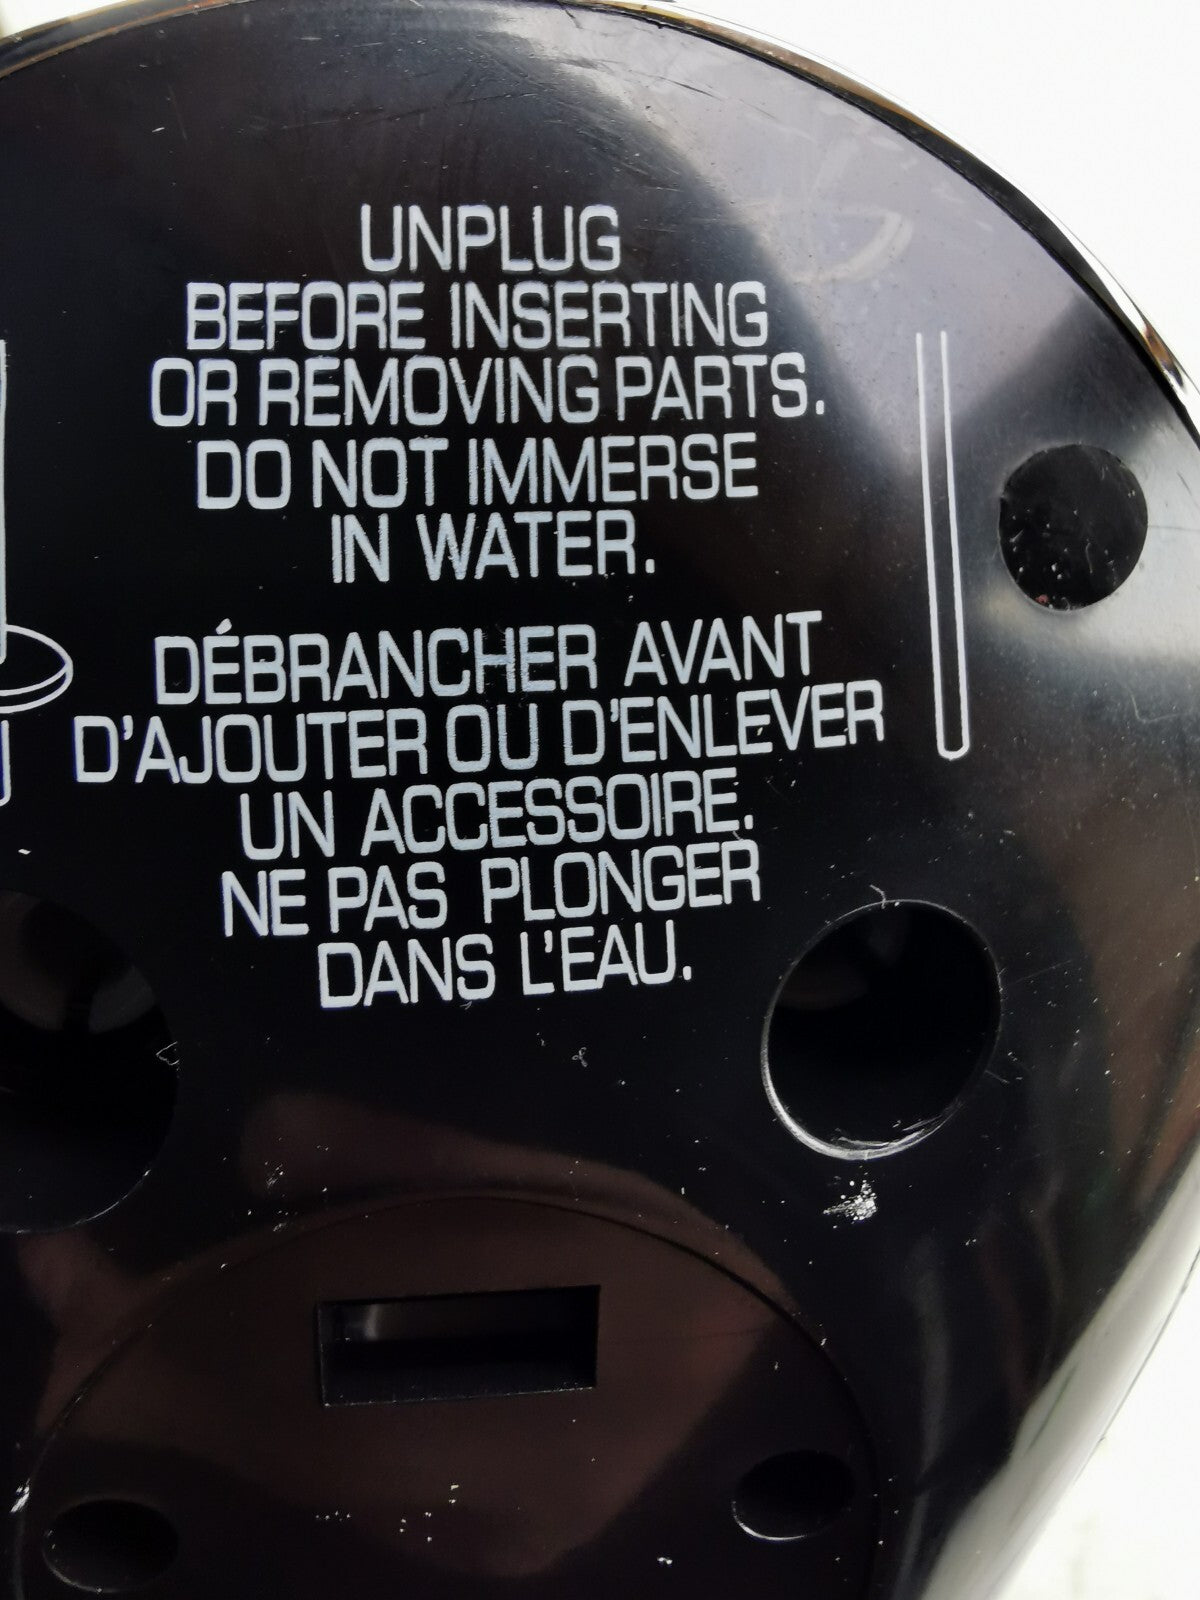 UNPLUG
BEFORE INSERTING
OR REMOVING PARTS.
DO NOT IMMERSE
IN WATER.
DÉBRANCHER AVANT
D'AJOUTER OU D'ENLEVER
UN ACCESSOIRE.
NE PAS PLONGER
DANS L'EAU.